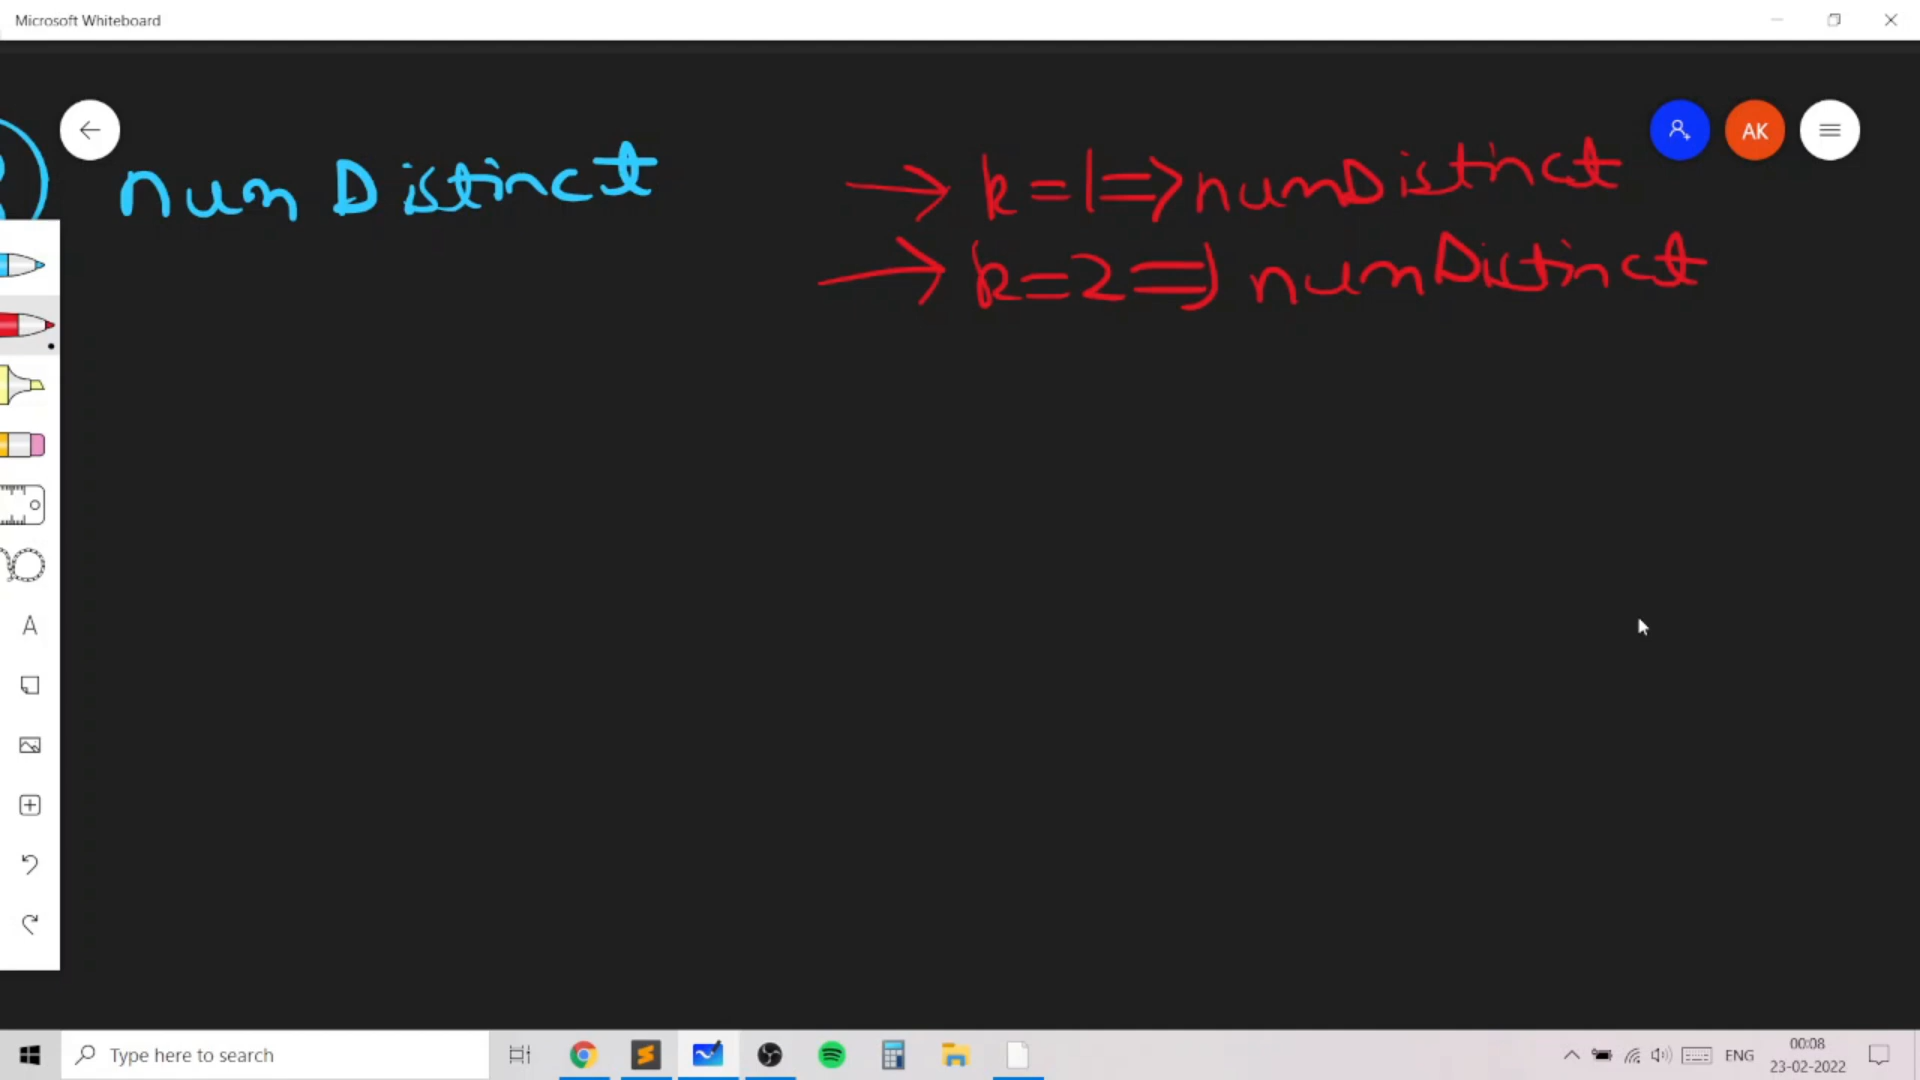 Microsoft Whiteboard
num Distinct
→ k=1=>numDistinct
→ k=2=>numDistinct
AK
A
Type here to search
ENG
00:08
23-02-2022